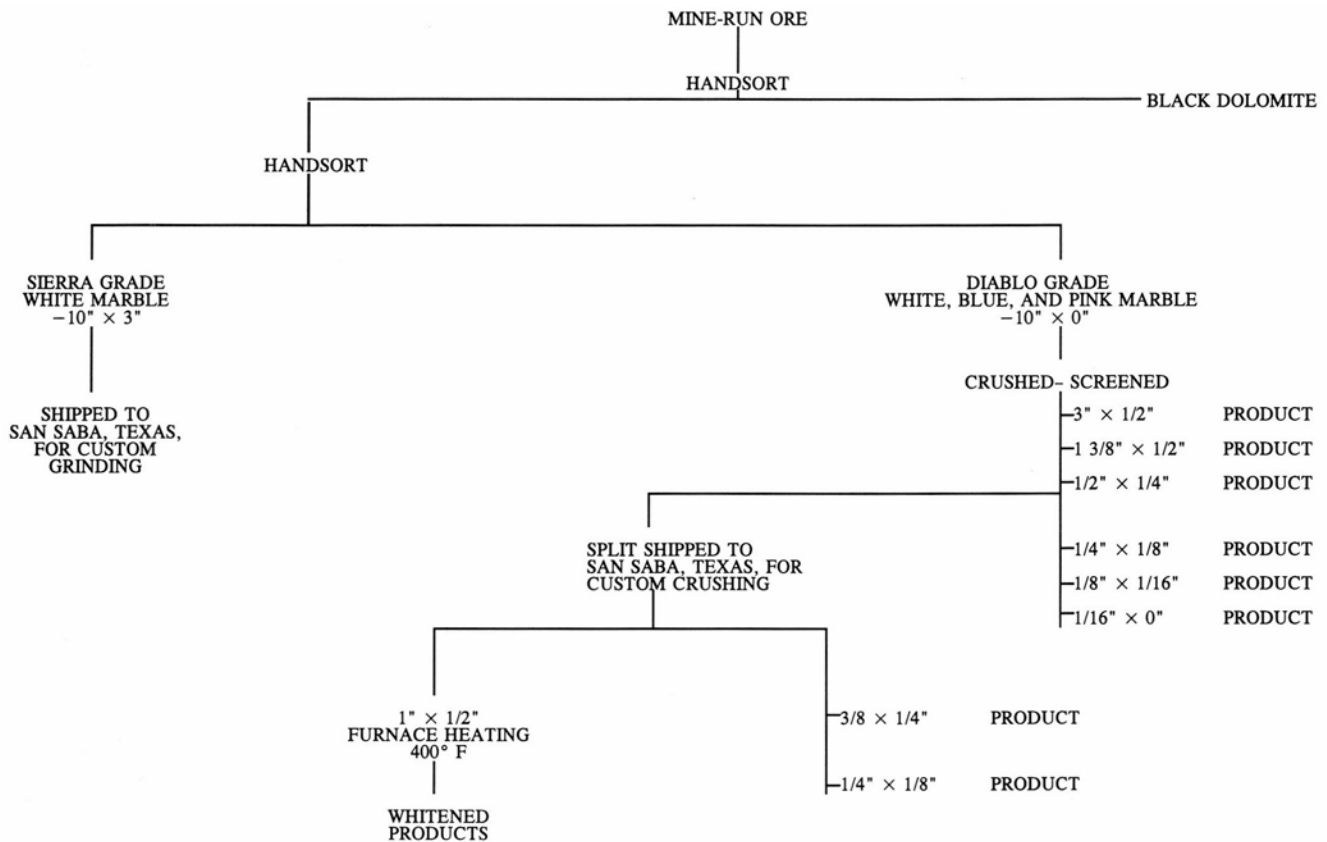 MINE-RUN ORE
HANDSORT
BLACK DOLOMITE
HANDSORT
SIERRA GRADE
WHITE MARBLE
−10" × 3"
SHIPPED TO
SAN SABA, TEXAS,
FOR CUSTOM
GRINDING
DIABLO GRADE
WHITE, BLUE, AND PINK MARBLE
−10" × 0"
CRUSHED– SCREENED
3" × 1/2" PRODUCT
1 3/8" × 1/2" PRODUCT
1/2" × 1/4" PRODUCT
1/4" × 1/8" PRODUCT
1/8" × 1/16" PRODUCT
1/16" × 0" PRODUCT
SPLIT SHIPPED TO
SAN SABA, TEXAS, FOR
CUSTOM CRUSHING
1" × 1/2"
FURNACE HEATING
400° F
WHITENED
PRODUCTS
3/8 × 1/4" PRODUCT
1/4" × 1/8" PRODUCT